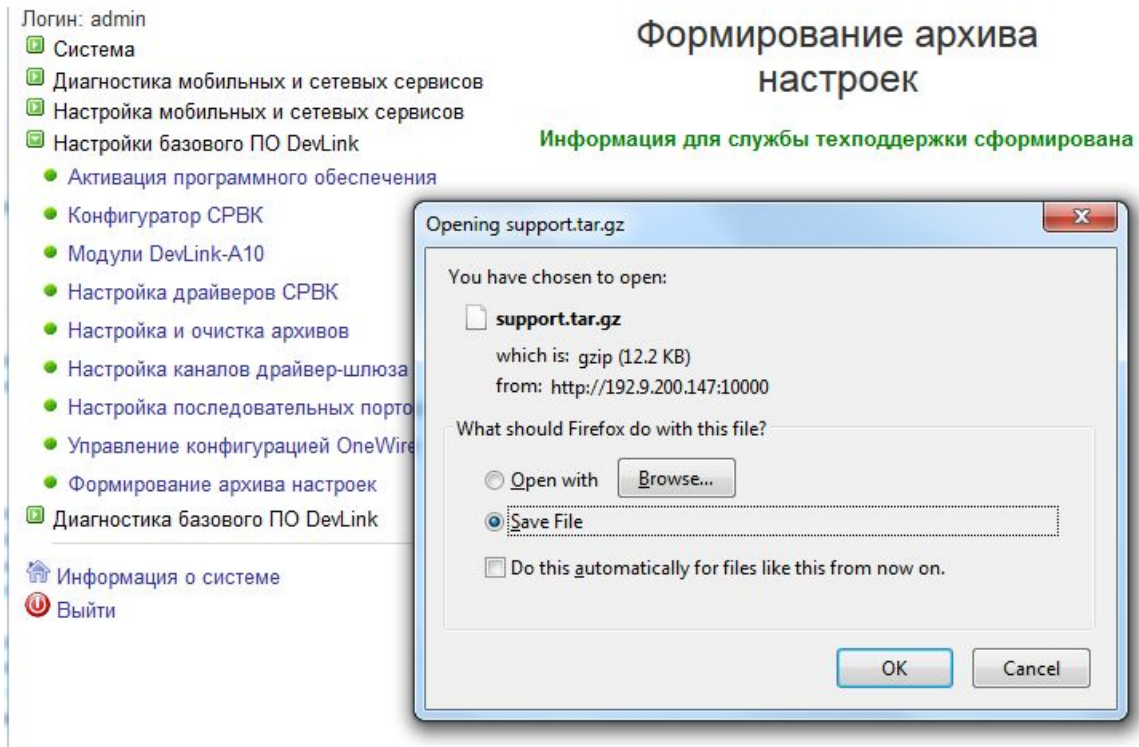 Логин: admin
Система
Диагностика мобильных и сетевых сервисов
Настройка мобильных и сетевых сервисов
Настройки базового ПО DevLink
Активация программного обеспечения
Конфигуратор СРВК
Модули DevLink-A10
Настройка драйверов СРВК
Настройка и очистка архивов
Настройка каналов драйвер-шлюза
Настройка последовательных порто
Управление конфигурацией OneWire
Формирование архива настроек
Диагностика базового ПО DevLink
Информация о системе
Выйти
Формирование архива
настроек
Информация для службы техподдержки сформирована
Opening support.tar.gz
You have chosen to open:
support.tar.gz
which is: gzip (12.2 KB)
from: http://192.9.200.147:10000
What should Firefox do with this file?
Open with Browse...
Save File
Do this automatically for files like this from now on.
OK Cancel